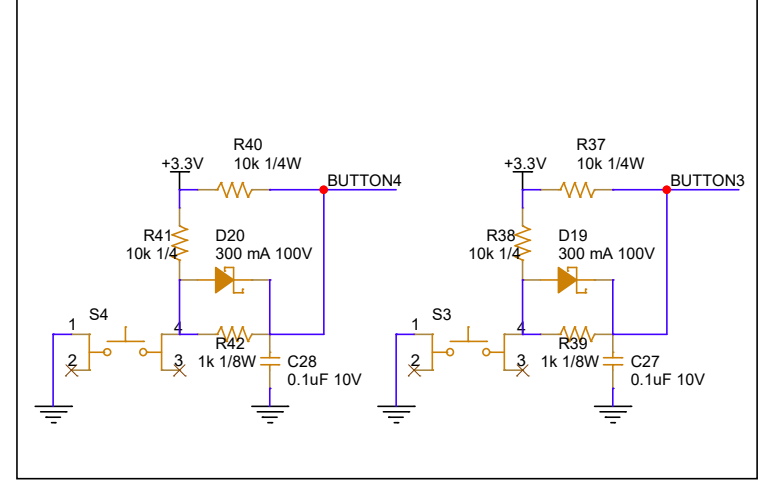 R40
10k 1/4W
+3.3V
BUTTON4
R41
10k 1/4
D20
300 mA 100V
S4
1
2
4
3
R42
1k 1/8W
C28
0.1uF 10V
R37
10k 1/4W
+3.3V
BUTTON3
R38
10k 1/4
D19
300 mA 100V
S3
1
2
4
3
R39
1k 1/8W
C27
0.1uF 10V